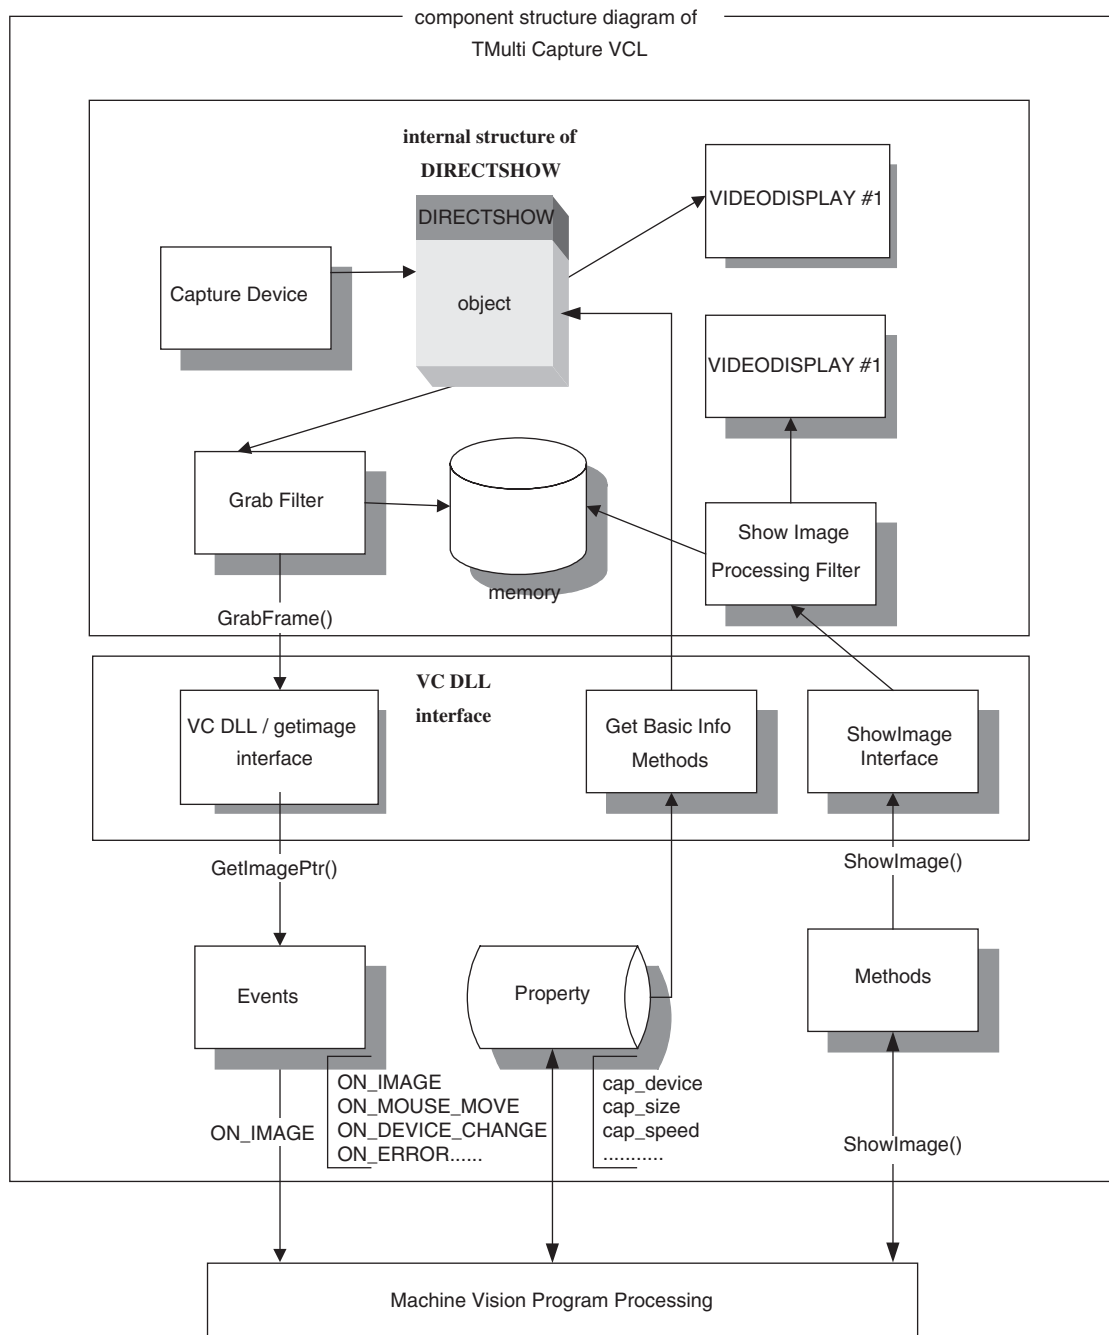 component structure diagram of
TMulti Capture VCL
internal structure of
DIRECTSHOW
DIRECTSHOW
object
Capture Device
VIDEODISPLAY #1
VIDEODISPLAY #1
Grab Filter
memory
Show Image
Processing Filter
GrabFrame()
VC DLL
interface
VC DLL / getimage
interface
Get Basic Info
Methods
ShowImage
Interface
GetImagePtr()
ShowImage()
Events
Property
Methods
ON_IMAGE
ON_MOUSE_MOVE
ON_DEVICE_CHANGE
ON_ERROR......
cap_device
cap_size
cap_speed
...........
ON_IMAGE
ShowImage()
Machine Vision Program Processing